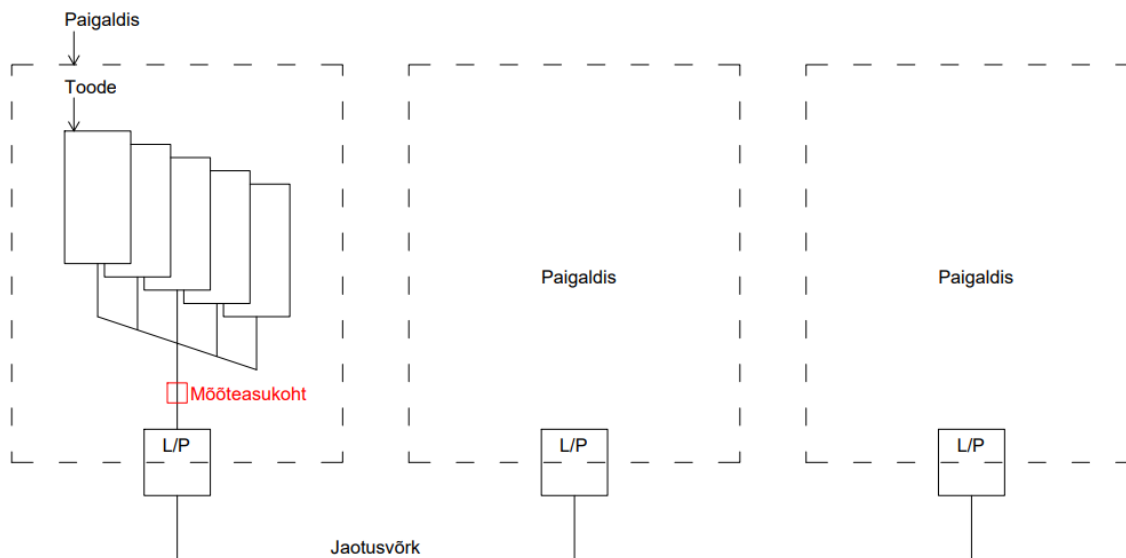 Paigaldis
Toode
Paigaldis
Paigaldis
Mõõteasukoht
L/P
L/P
L/P
Jaotusvõrk